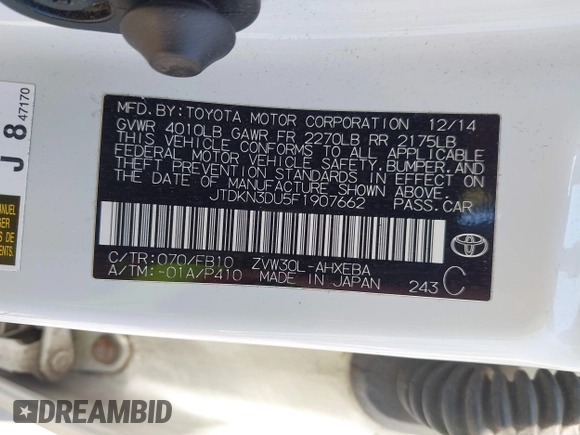 MFD.BY:TOYOTA MOTOR CORPORATION 12/14
GVWR 4010LB GAWR FR 2270LB RR 2175LB
THIS VEHICLE CONFORMS TO ALL APPLICABLE
FEDERAL MOTOR VEHICLE SAFETY,BUMPER,AND
THEFT PREVENTION STANDARDS IN EFFECT ON
THE DATE OF MANUFACTURE SHOWN ABOVE.
JTDKN3DU5F1907662 PASS.CAR
C/TR:070/FB10 ZVW30L-AHXEBA
A/TM:-01A/P410 MADE IN JAPAN 243 C
TOYOTA
J 8 47170
MANUEL
DREAMBID